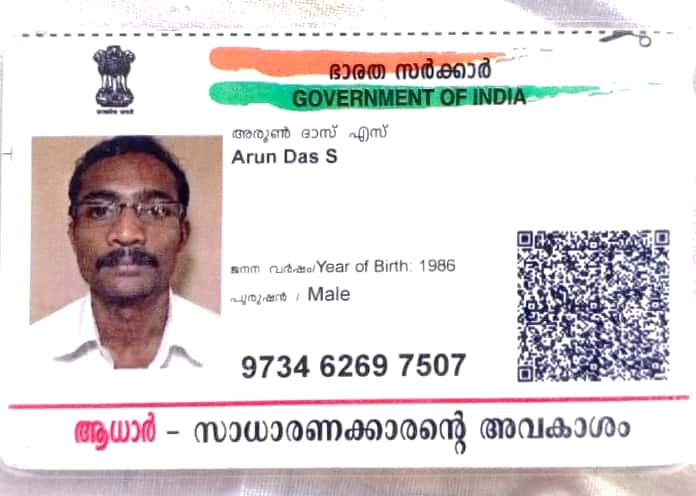 ഭാരത സർക്കാർ
GOVERNMENT OF INDIA
അരുൺ ദാസ് എസ്
Arun Das S
ജനന വർഷം/Year of Birth: 1986
പുരുഷൻ / Male
9734 6269 7507
ആധാർ - സാധാരണക്കാരന്റെ അവകാശം